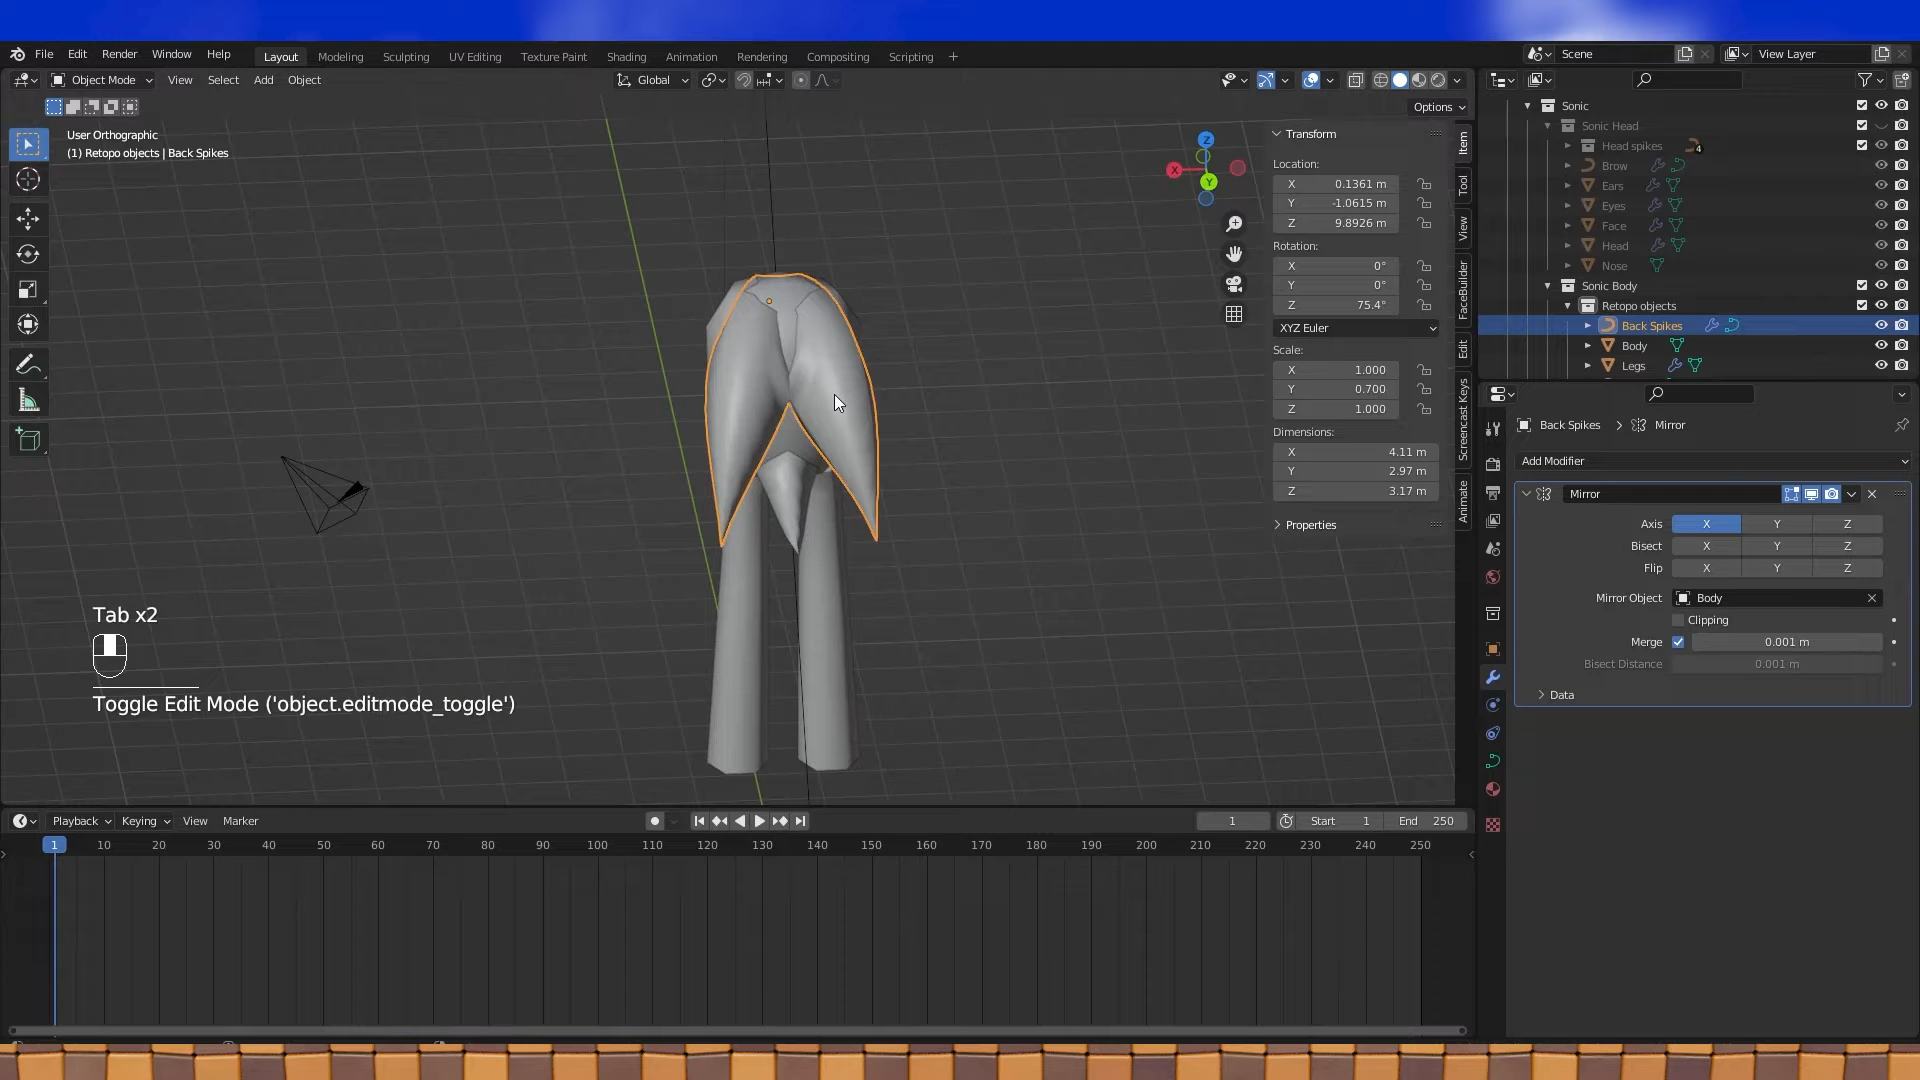 File Edit Render Window Help Layout Modeling Sculpting UV Editing Texture Paint Shading Animation Rendering Compositing Scripting + Scene View Layer
Object Mode View Select Add Object Global
Options
User Orthographic
(1) Retopo objects | Back Spikes
Z
X
Y
Transform
Location:
X 0.1361 m
Y -1.0615 m
Z 9.8926 m
Rotation:
X 0°
Y 0°
Z 75.4°
XYZ Euler
Scale:
X 1.000
Y 0.700
Z 1.000
Dimensions:
X 4.11 m
Y 2.97 m
Z 3.17 m
Properties
Item
Tool
View
FaceBuilder
Edit
Screencast Keys
Animate
Sonic
Sonic Head
Head spikes 4
Brow
Ears
Eyes
Face
Head
Nose
Sonic Body
Retopo objects
Back Spikes
Body
Legs
Back Spikes > Mirror
Add Modifier
Mirror
Axis X Y Z
Bisect X Y Z
Flip X Y Z
Mirror Object Body
Clipping
Merge 0.001 m
Bisect Distance 0.001 m
Data
Tab x2
Toggle Edit Mode ('object.editmode_toggle')
Playback Keying View Marker 1 Start 1 End 250
1 10 20 30 40 50 60 70 80 90 100 110 120 130 140 150 160 170 180 190 200 210 220 230 240 250